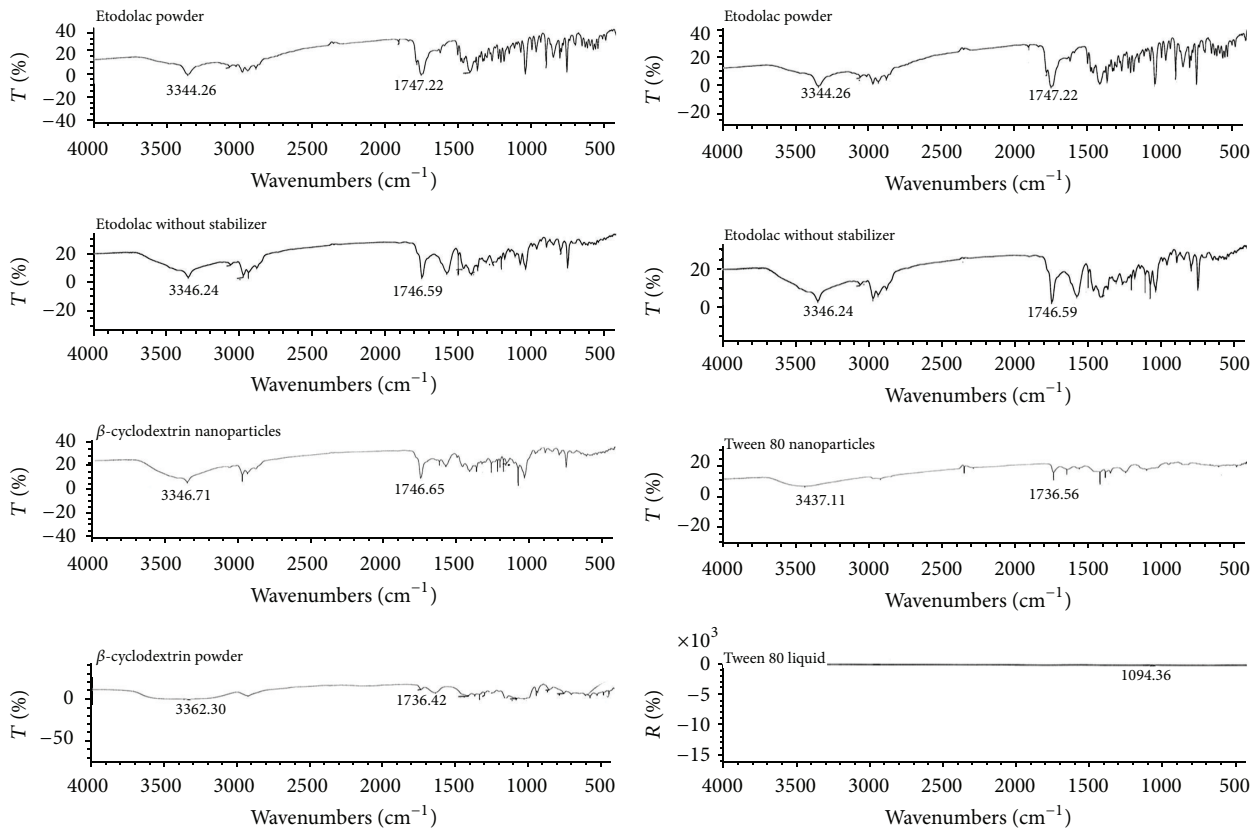 Etodolac powder
40
20
0
−20
−40
T (%)
3344.26
1747.22
4000 3500 3000 2500 2000 1500 1000 500
Wavenumbers (cm−1)
Etodolac without stabilizer
20
0
−20
T (%)
3346.24
1746.59
4000 3500 3000 2500 2000 1500 1000 500
Wavenumbers (cm−1)
β-cyclodextrin nanoparticles
40
20
0
−20
−40
T (%)
3346.71
1746.65
4000 3500 3000 2500 2000 1500 1000 500
Wavenumbers (cm−1)
β-cyclodextrin powder
0
−50
T (%)
3362.30
1736.42
4000 3500 3000 2500 2000 1500 1000 500
Wavenumbers (cm−1)
Etodolac powder
40
20
0
−20
T (%)
3344.26
1747.22
4000 3500 3000 2500 2000 1500 1000 500
Wavenumbers (cm−1)
Etodolac without stabilizer
20
0
T (%)
3346.24
1746.59
4000 3500 3000 2500 2000 1500 1000 500
Wavenumbers (cm−1)
Tween 80 nanoparticles
20
10
0
−20
T (%)
3437.11
1736.56
4000 3500 3000 2500 2000 1500 1000 500
Wavenumbers (cm−1)
×10³
Tween 80 liquid
0
−5
−10
−15
R (%)
1094.36
4000 3500 3000 2500 2000 1500 1000 500
Wavenumbers (cm−1)